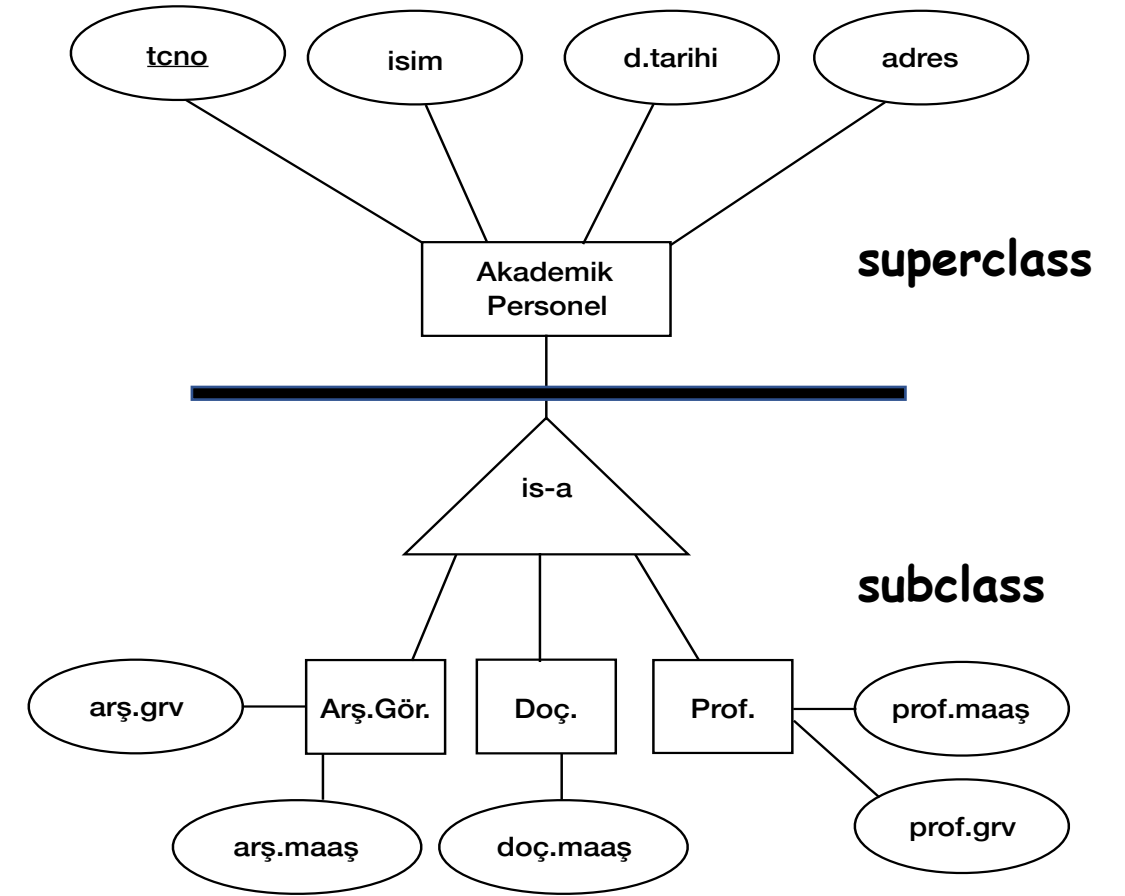 tcno
isim
d.tarihi
adres
superclass
Akademik
Personel
is-a
subclass
arş.grv
Arş.Gör.
Doç.
Prof.
prof.maaş
prof.grv
arş.maaş
doç.maaş